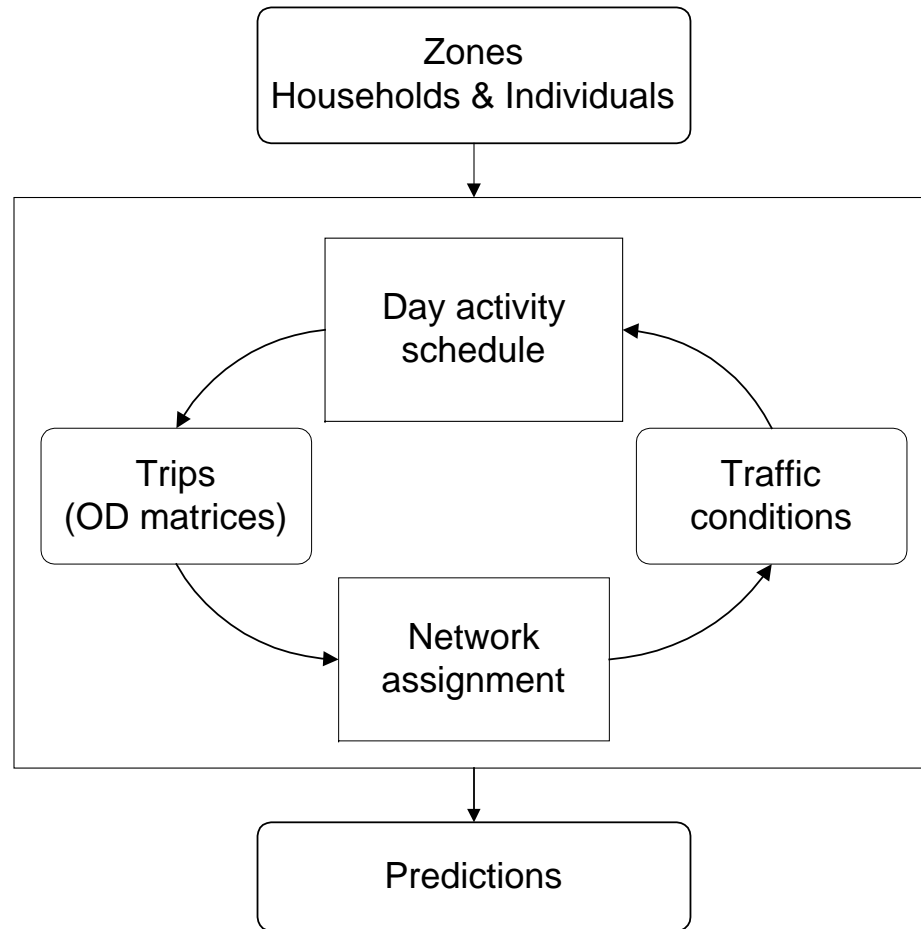 Zones
Households & Individuals
Day activity
schedule
Trips
(OD matrices)
Traffic
conditions
Network
assignment
Predictions